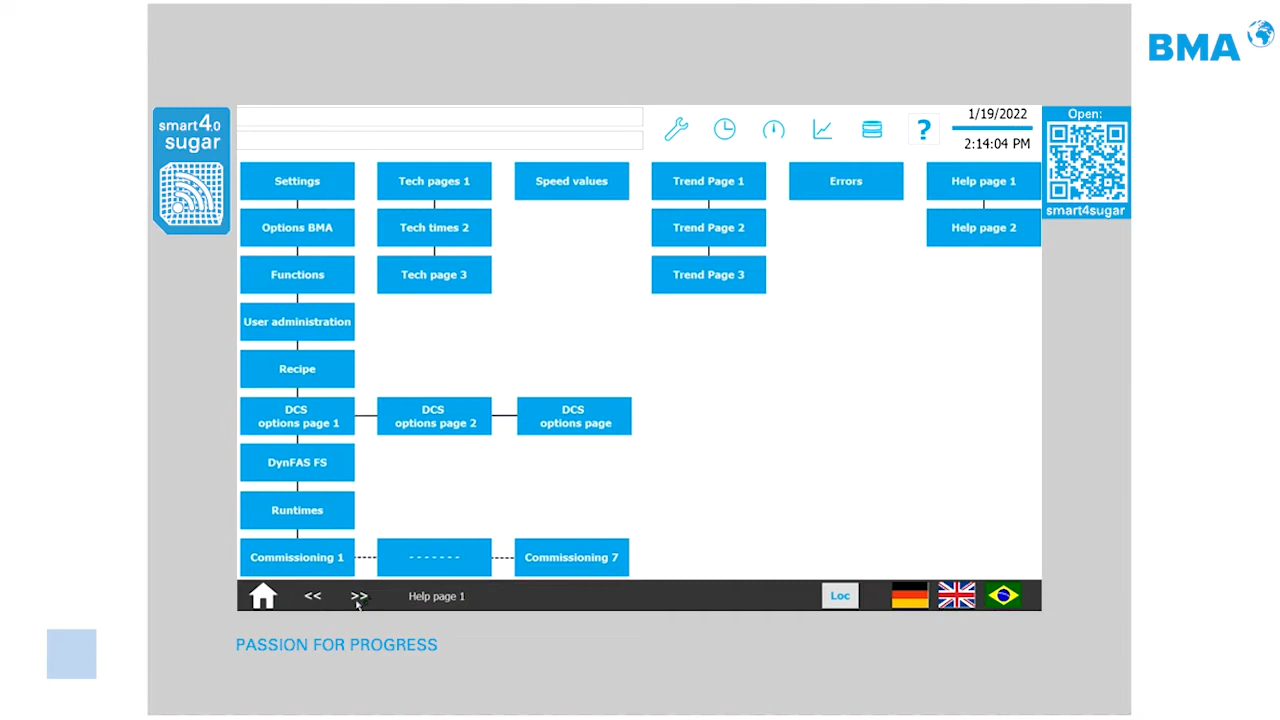 BMA
smart4.0
sugar
1/19/2022
2:14:04 PM
?
Open:
smart4sugar
Settings
Tech pages 1
Speed values
Trend Page 1
Errors
Help page 1
Options BMA
Tech times 2
Trend Page 2
Help page 2
Functions
Tech page 3
Trend Page 3
User administration
Recipe
DCS
options page 1
DCS
options page 2
DCS
options page
DynFAS FS
Runtimes
Commissioning 1
- - - - - - -
Commissioning 7
<<
>>
Help page 1
Loc
PASSION FOR PROGRESS